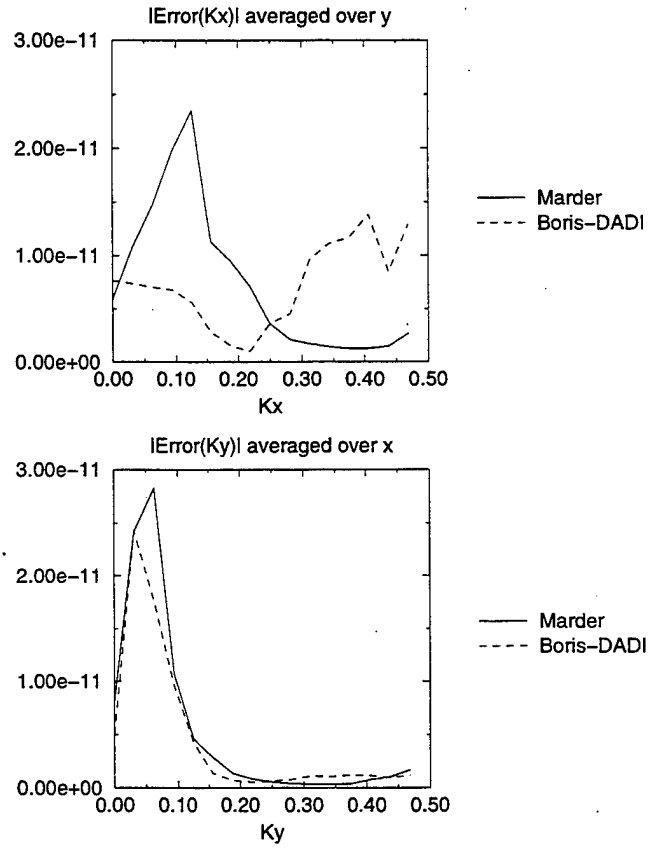 |Error(Kx)| averaged over y
3.00e−11
2.00e−11
1.00e−11
0.00e+00
0.00 0.10 0.20 0.30 0.40 0.50
Kx
Marder
Boris−DADI
|Error(Ky)| averaged over x
3.00e−11
2.00e−11
1.00e−11
0.00e+00
0.00 0.10 0.20 0.30 0.40 0.50
Ky
Marder
Boris−DADI